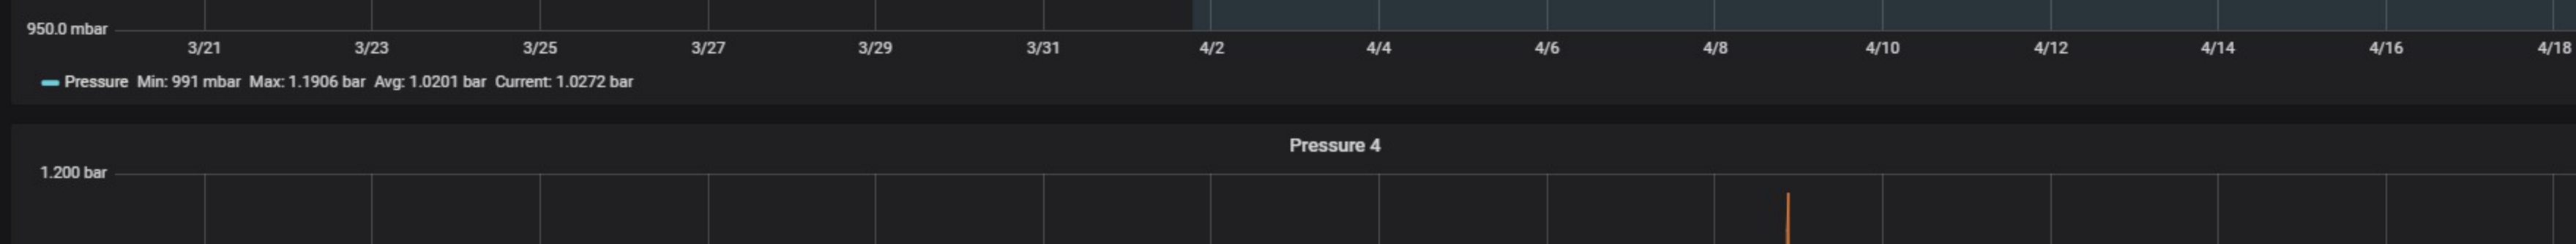 950.0 mbar
3/21 3/23 3/25 3/27 3/29 3/31 4/2 4/4 4/6 4/8 4/10 4/12 4/14 4/16 4/18
Pressure Min: 991 mbar Max: 1.1906 bar Avg: 1.0201 bar Current: 1.0272 bar
Pressure 4
1.200 bar